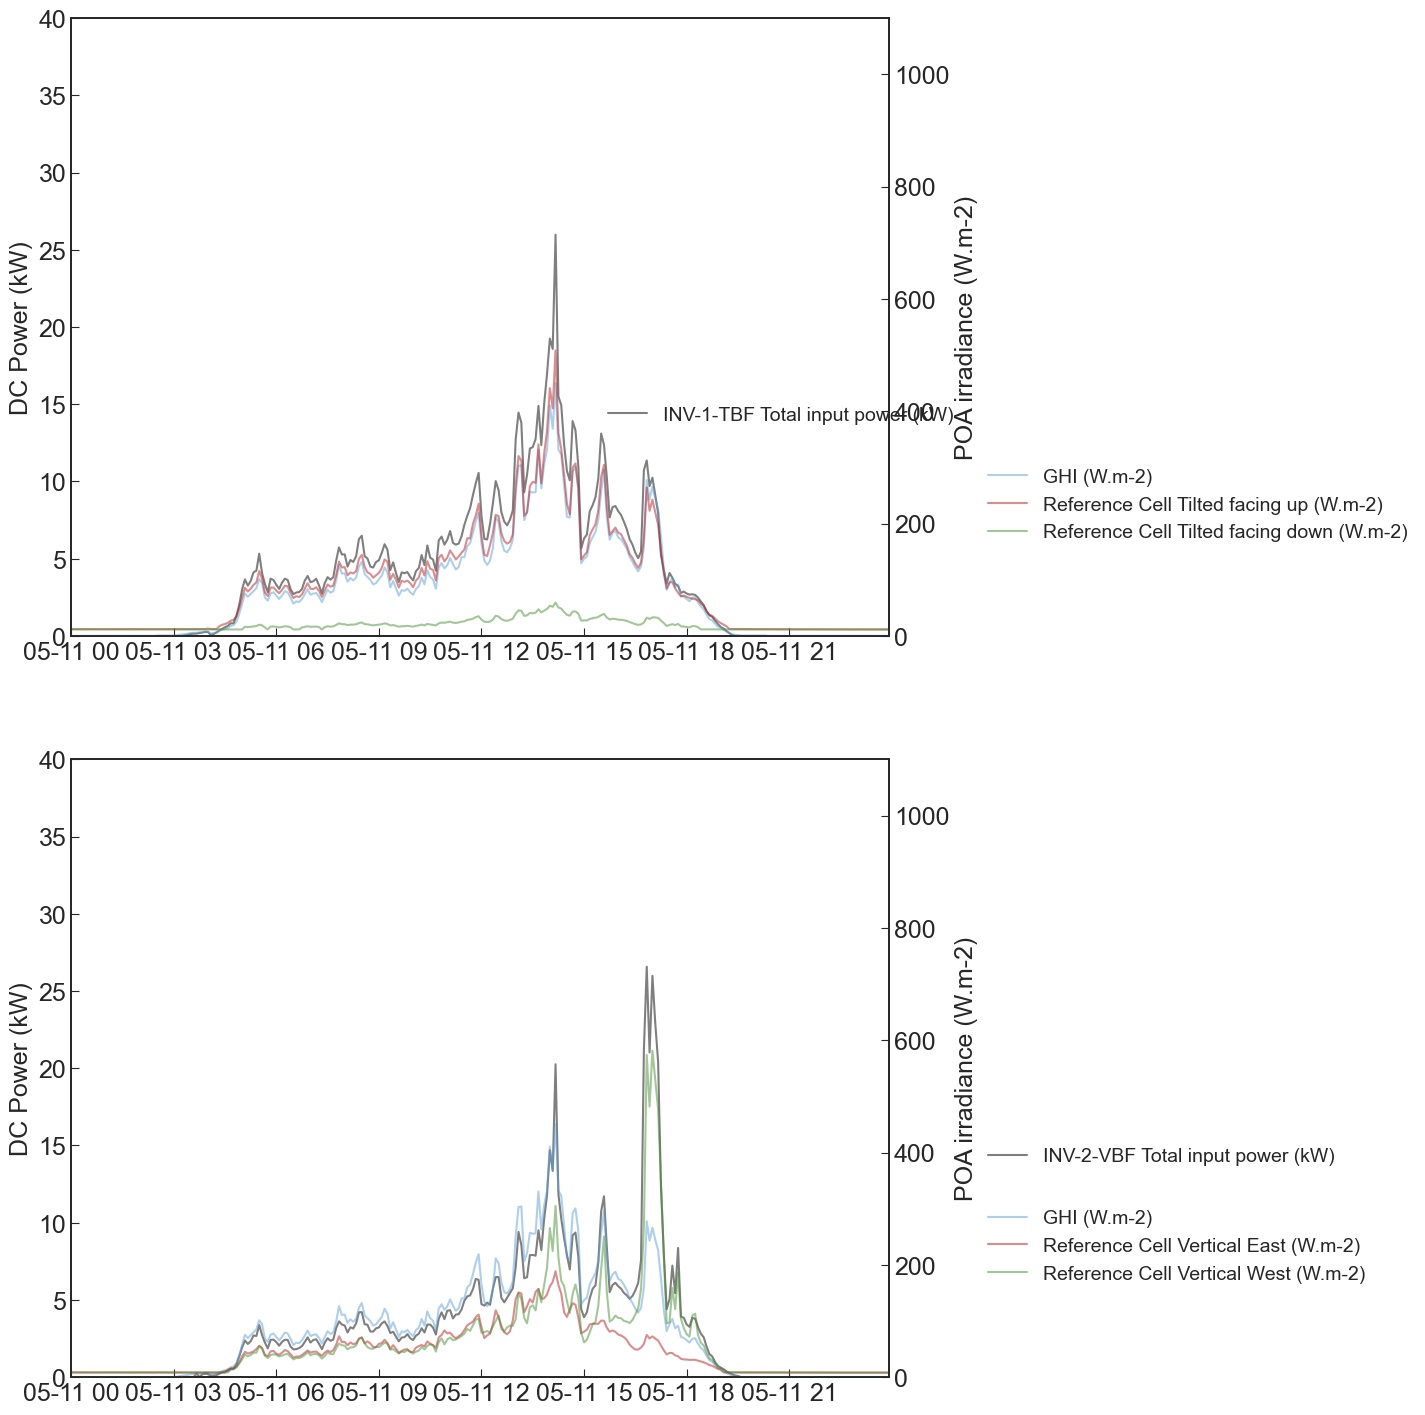 40
35
30
25
20
15
10
5
0
DC Power (kW)
1000
800
600
400
200
0
POA irradiance (W.m-2)
INV-1-TBF Total input power (kW)
GHI (W.m-2)
Reference Cell Tilted facing up (W.m-2)
Reference Cell Tilted facing down (W.m-2)
05-11 00 05-11 03 05-11 06 05-11 09 05-11 12 05-11 15 05-11 18 05-11 21
40
35
30
25
20
15
10
5
0
DC Power (kW)
1000
800
600
400
200
0
POA irradiance (W.m-2)
INV-2-VBF Total input power (kW)
GHI (W.m-2)
Reference Cell Vertical East (W.m-2)
Reference Cell Vertical West (W.m-2)
05-11 00 05-11 03 05-11 06 05-11 09 05-11 12 05-11 15 05-11 18 05-11 21